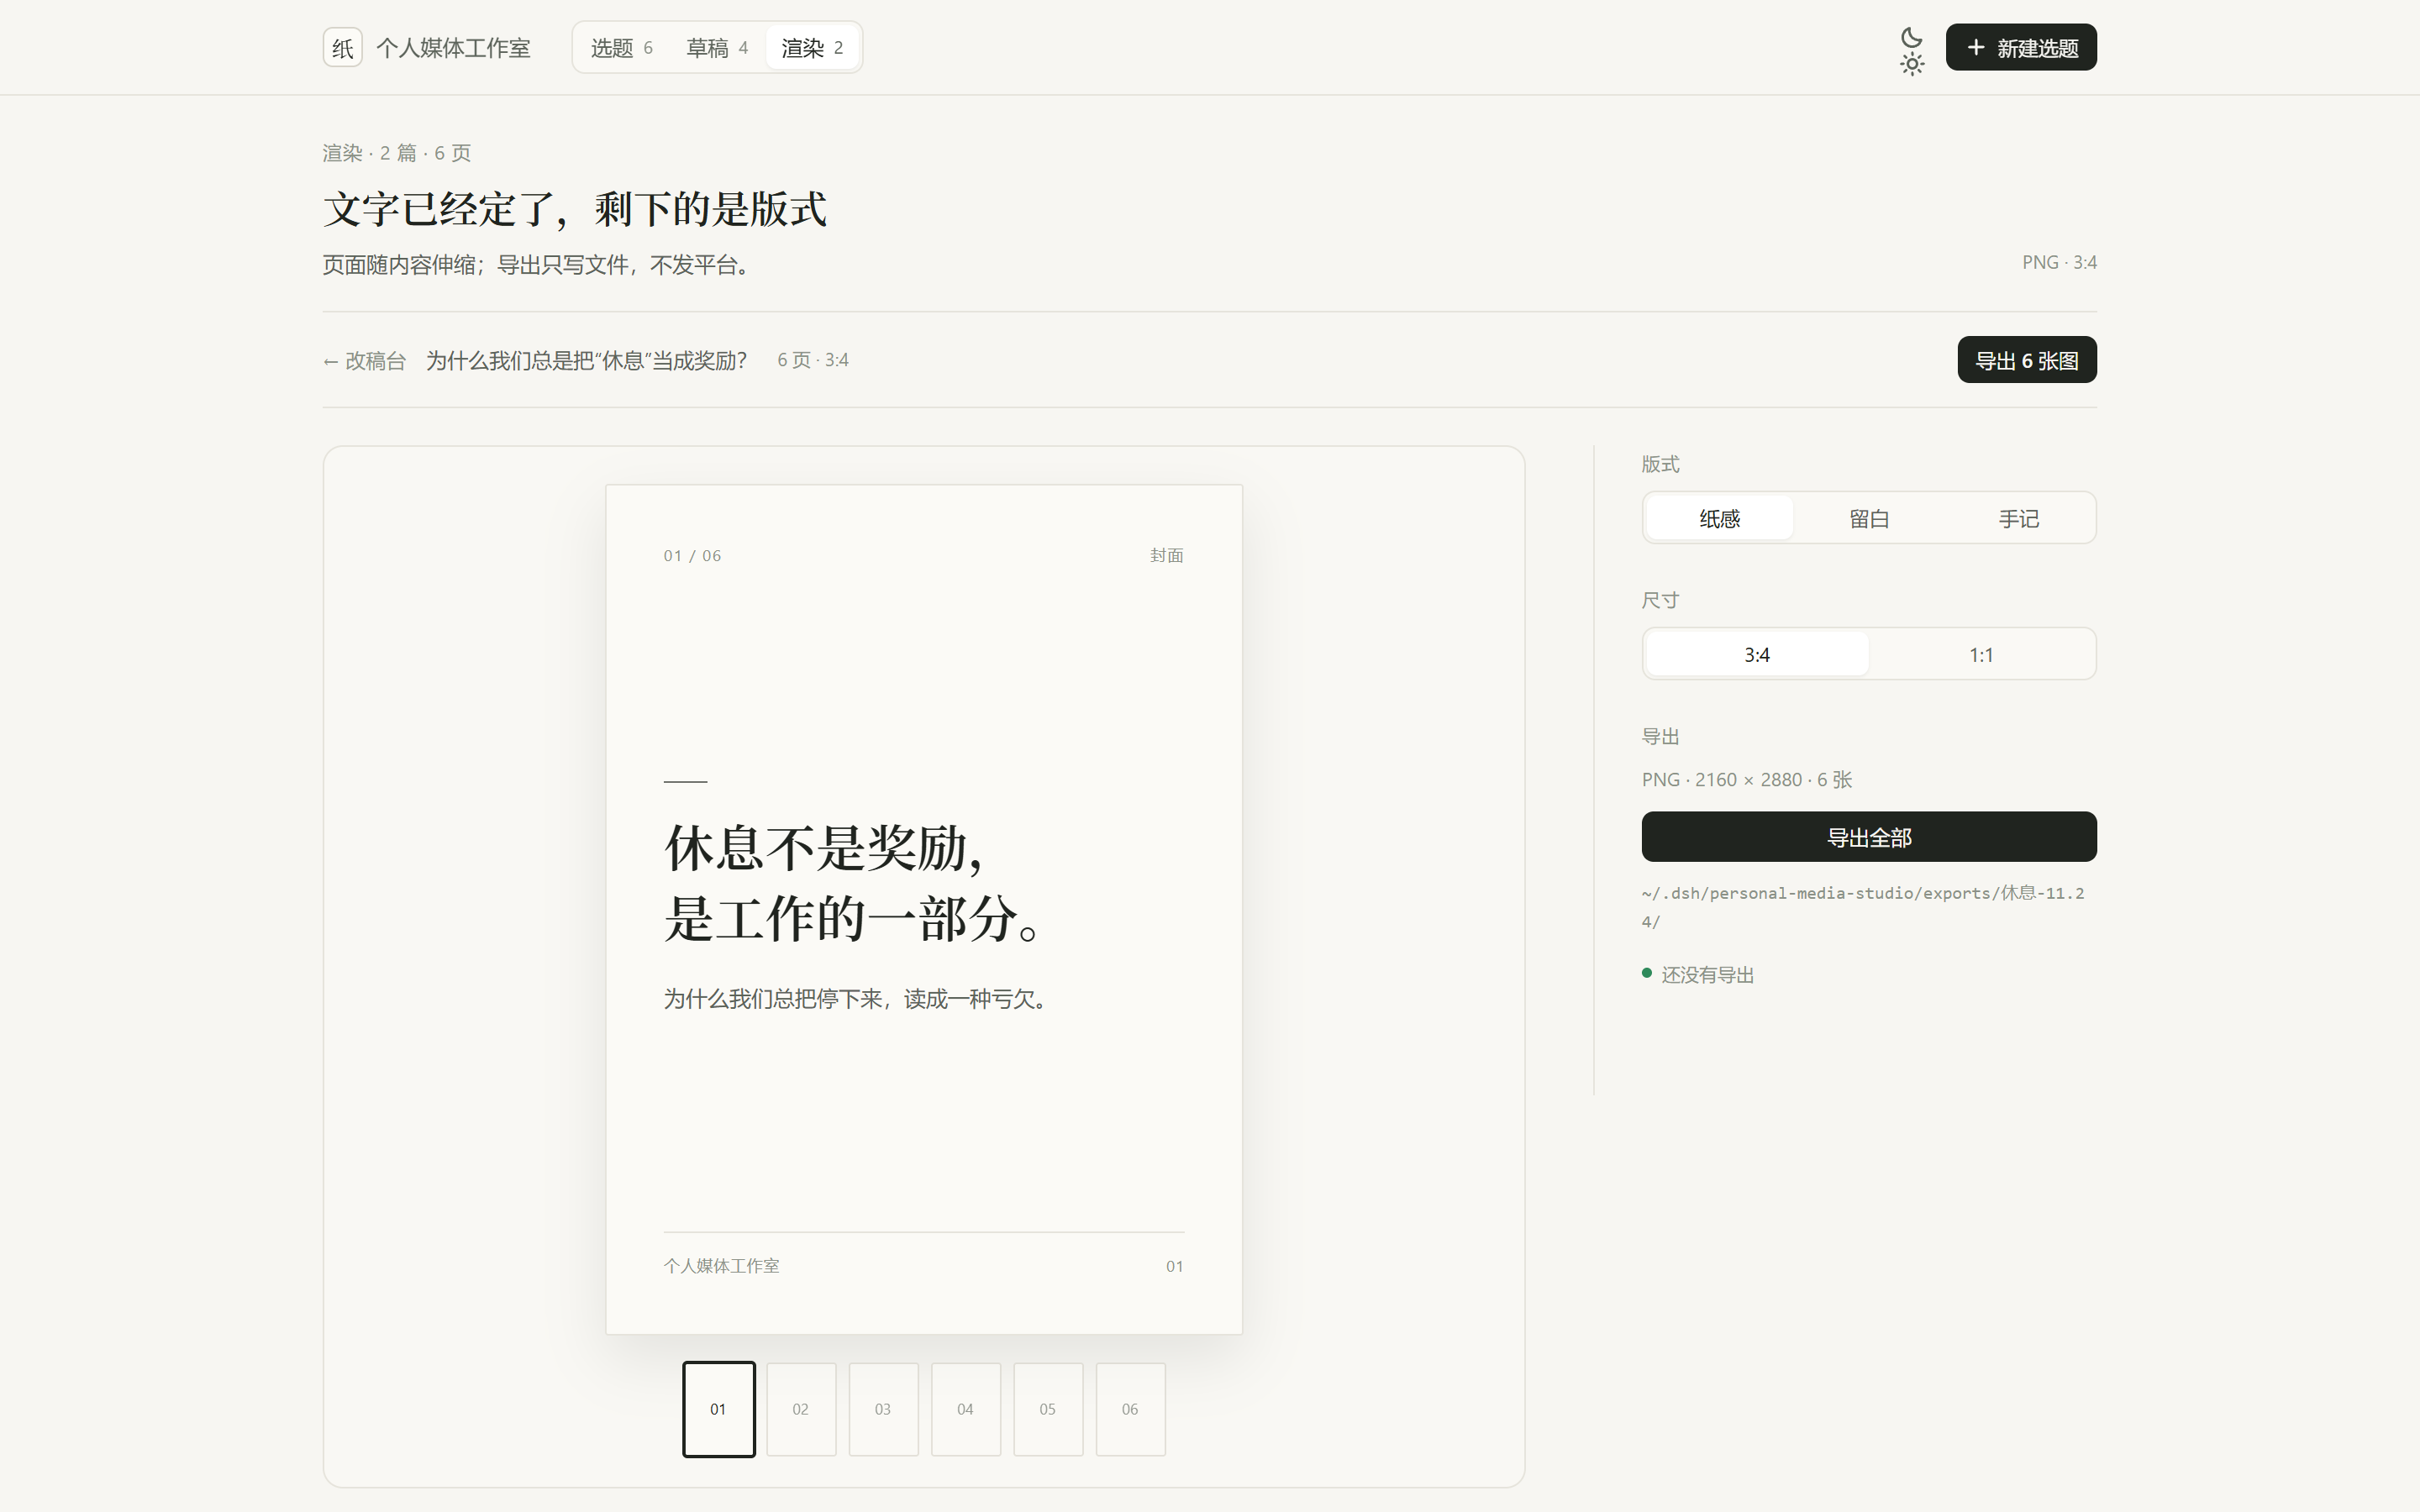 纸 个人媒体工作室 选题 6 草稿 4 渲染 2 + 新建选题
渲染 · 2 篇 · 6 页
文字已经定了，剩下的是版式
页面随内容伸缩；导出只写文件，不发平台。 PNG · 3:4
← 改稿台 为什么我们总是把“休息”当成奖励？ 6 页 · 3:4 导出 6 张图
01 / 06 封面
休息不是奖励，
是工作的一部分。
为什么我们总把停下来，读成一种亏欠。
个人媒体工作室 01
01 02 03 04 05 06
版式
纸感 留白 手记
尺寸
3:4 1:1
导出
PNG · 2160 × 2880 · 6 张
导出全部
~/.dsh/personal-media-studio/exports/休息-11.2
4/
还没有导出